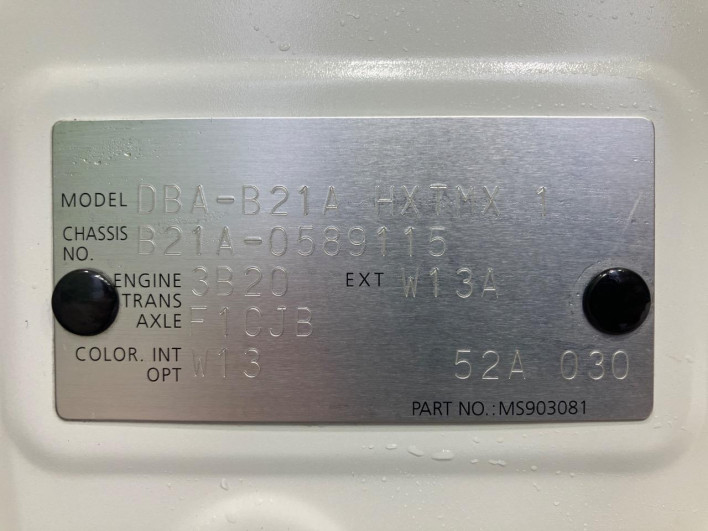 MODEL DBA-B21A HXTMX 1
CHASSIS NO. B21A-0589115
ENGINE 3B20 EXT W13A
TRANS AXLE F1CJB
COLOR. INT OPT W13 52A 030
PART NO.:MS903081